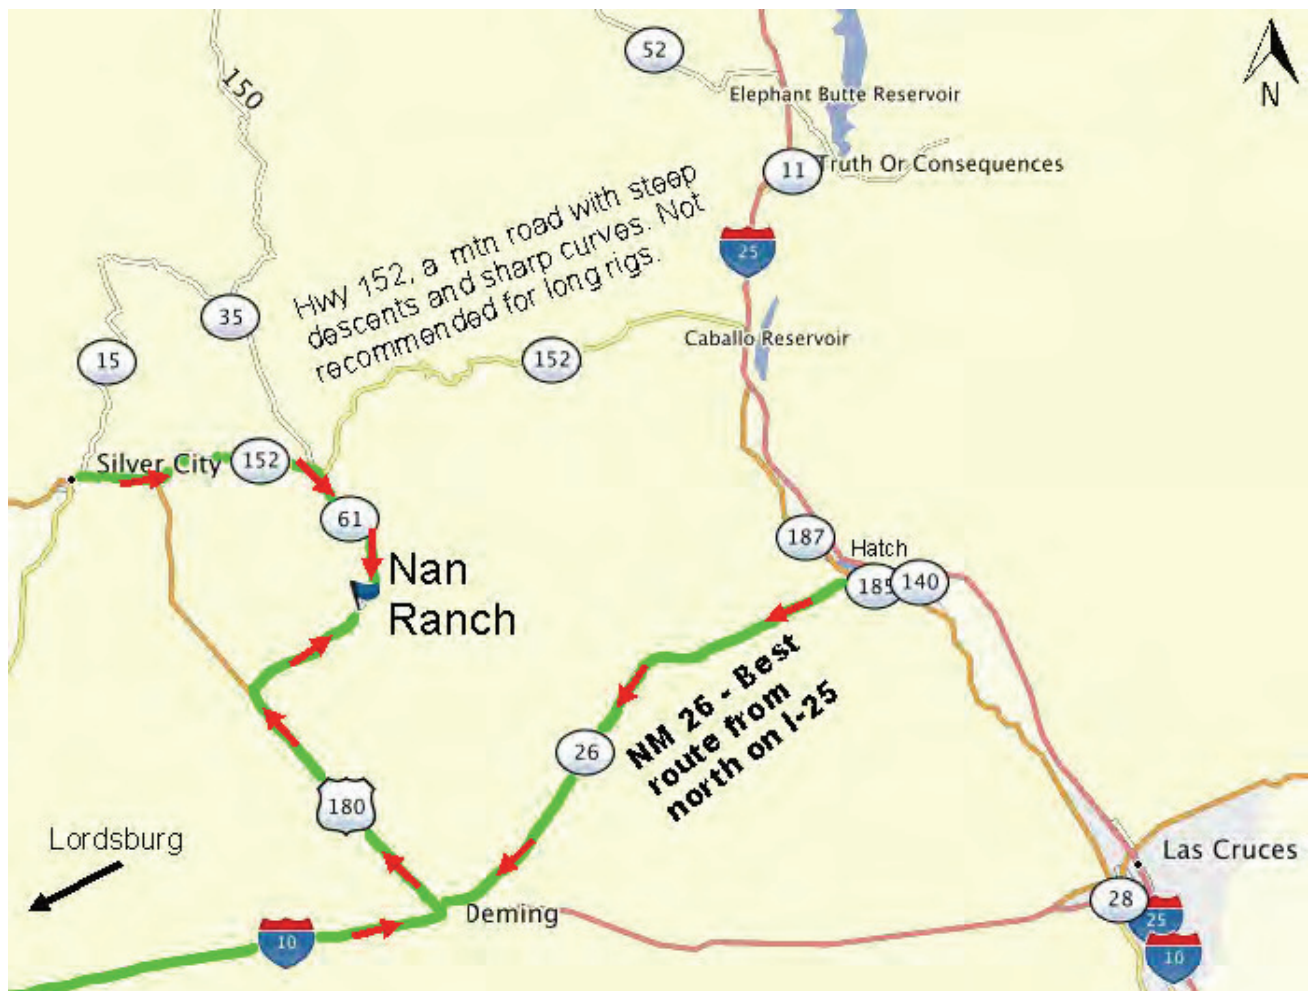 52
N
150
Elephant Butte Reservoir
11
Truth Or Consequences
25
Hwy 152, a mtn road with steep
descents and sharp curves. Not
recommended for long rigs.
35
15
152
Caballo Reservoir
Silver City
152
61
187
Hatch
185
140
Nan
Ranch
NM 26 - Best
route from
north on I-25
26
180
Lordsburg
Las Cruces
28
25
Deming
10
10